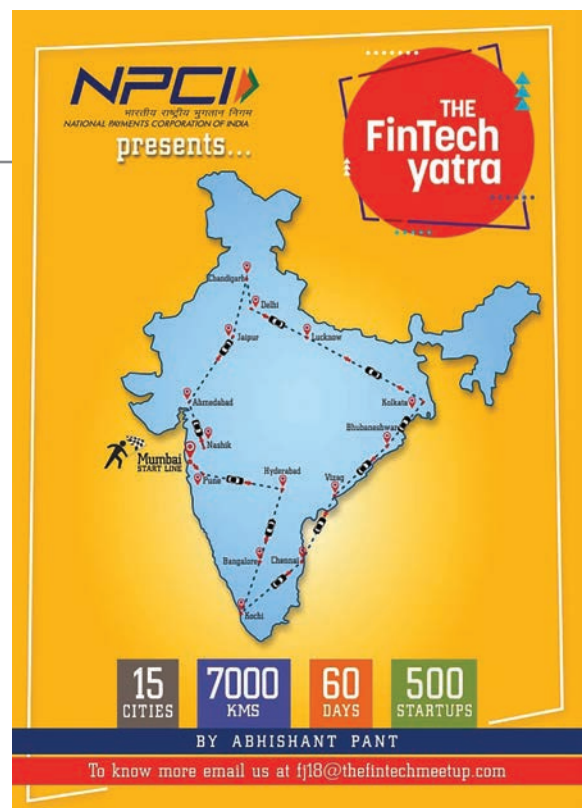 NPCI
भारतीय राष्ट्रीय भुगतान निगम
NATIONAL PAYMENTS CORPORATION OF INDIA
presents...
THE
FinTech
yatra
Chandigarh
Delhi
Jaipur
Lucknow
Ahmedabad
Kolkata
Bhubaneshwar
Nashik
Mumbai
START LINE
Pune
Hyderabad
Vizag
Bangalore
Chennai
Kochi
15
CITIES
7000
KMS
60
DAYS
500
STARTUPS
BY ABHISHANT PANT
To know more email us at fj18@thefintechmeetup.com